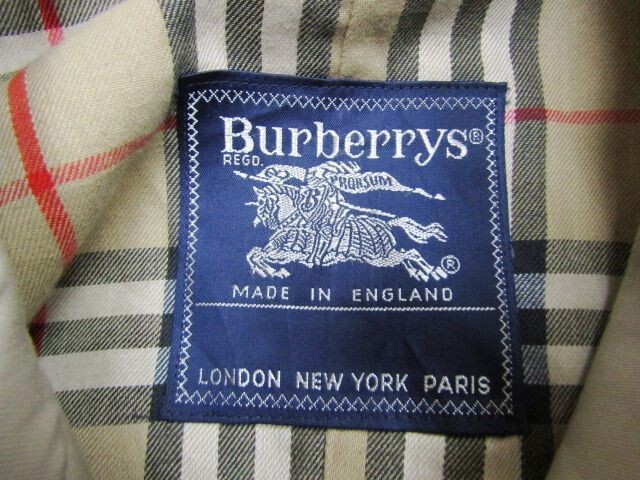 Burberrys®
REGD.
PRORSUM
®
MADE IN ENGLAND
LONDON NEW YORK PARIS